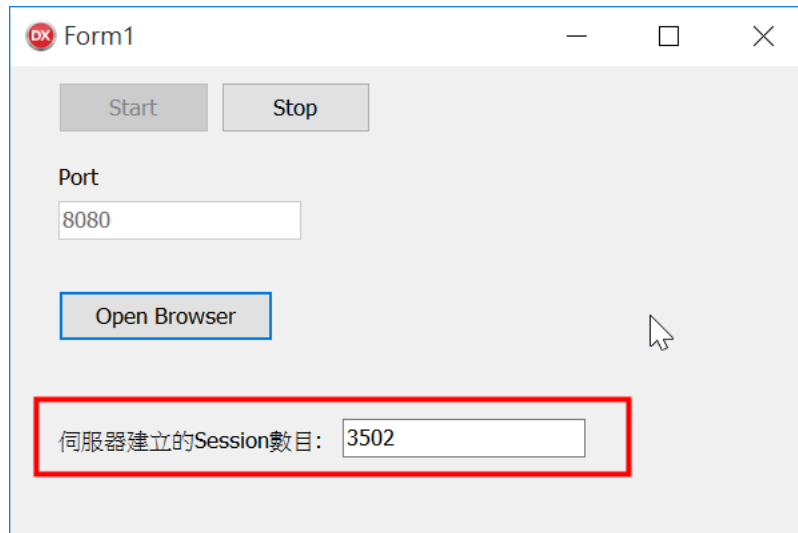 DX Form1
Start Stop
Port
8080
Open Browser
伺服器建立的Session數目: 3502